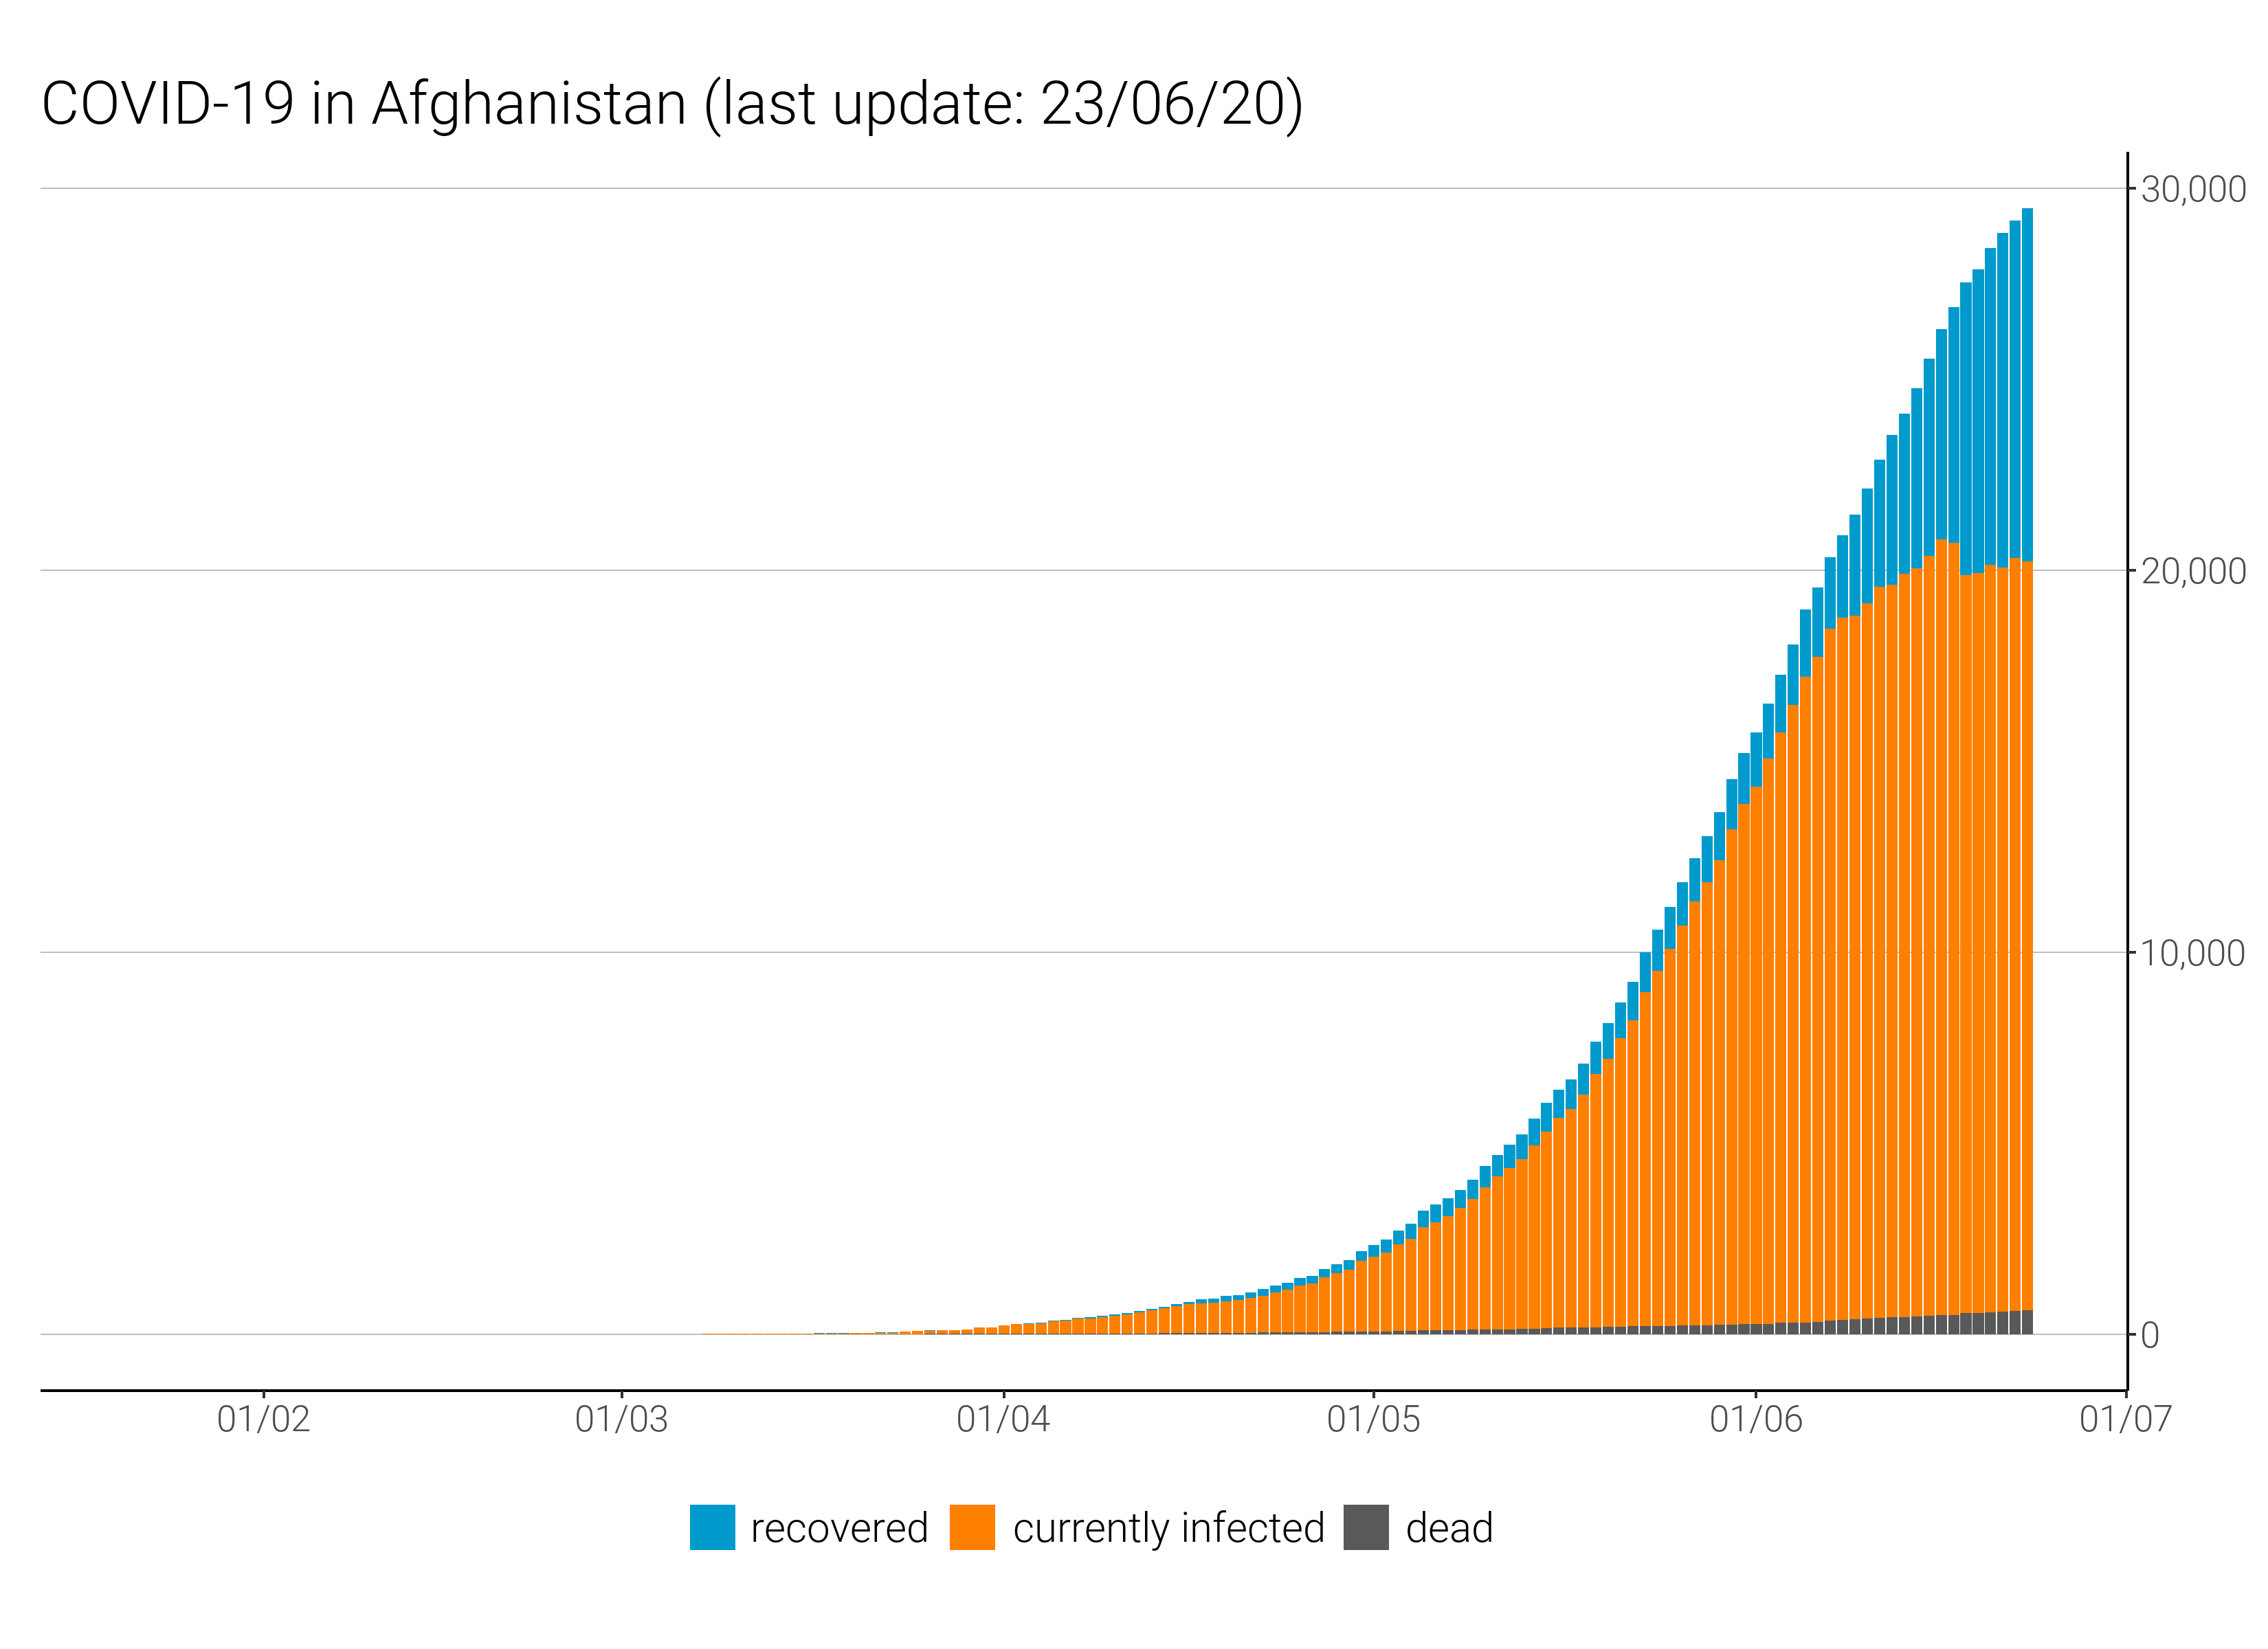 COVID-19 in Afghanistan (last update: 23/06/20)
30,000
20,000
10,000
0
01/02 01/03 01/04 01/05 01/06 01/07
recovered currently infected dead